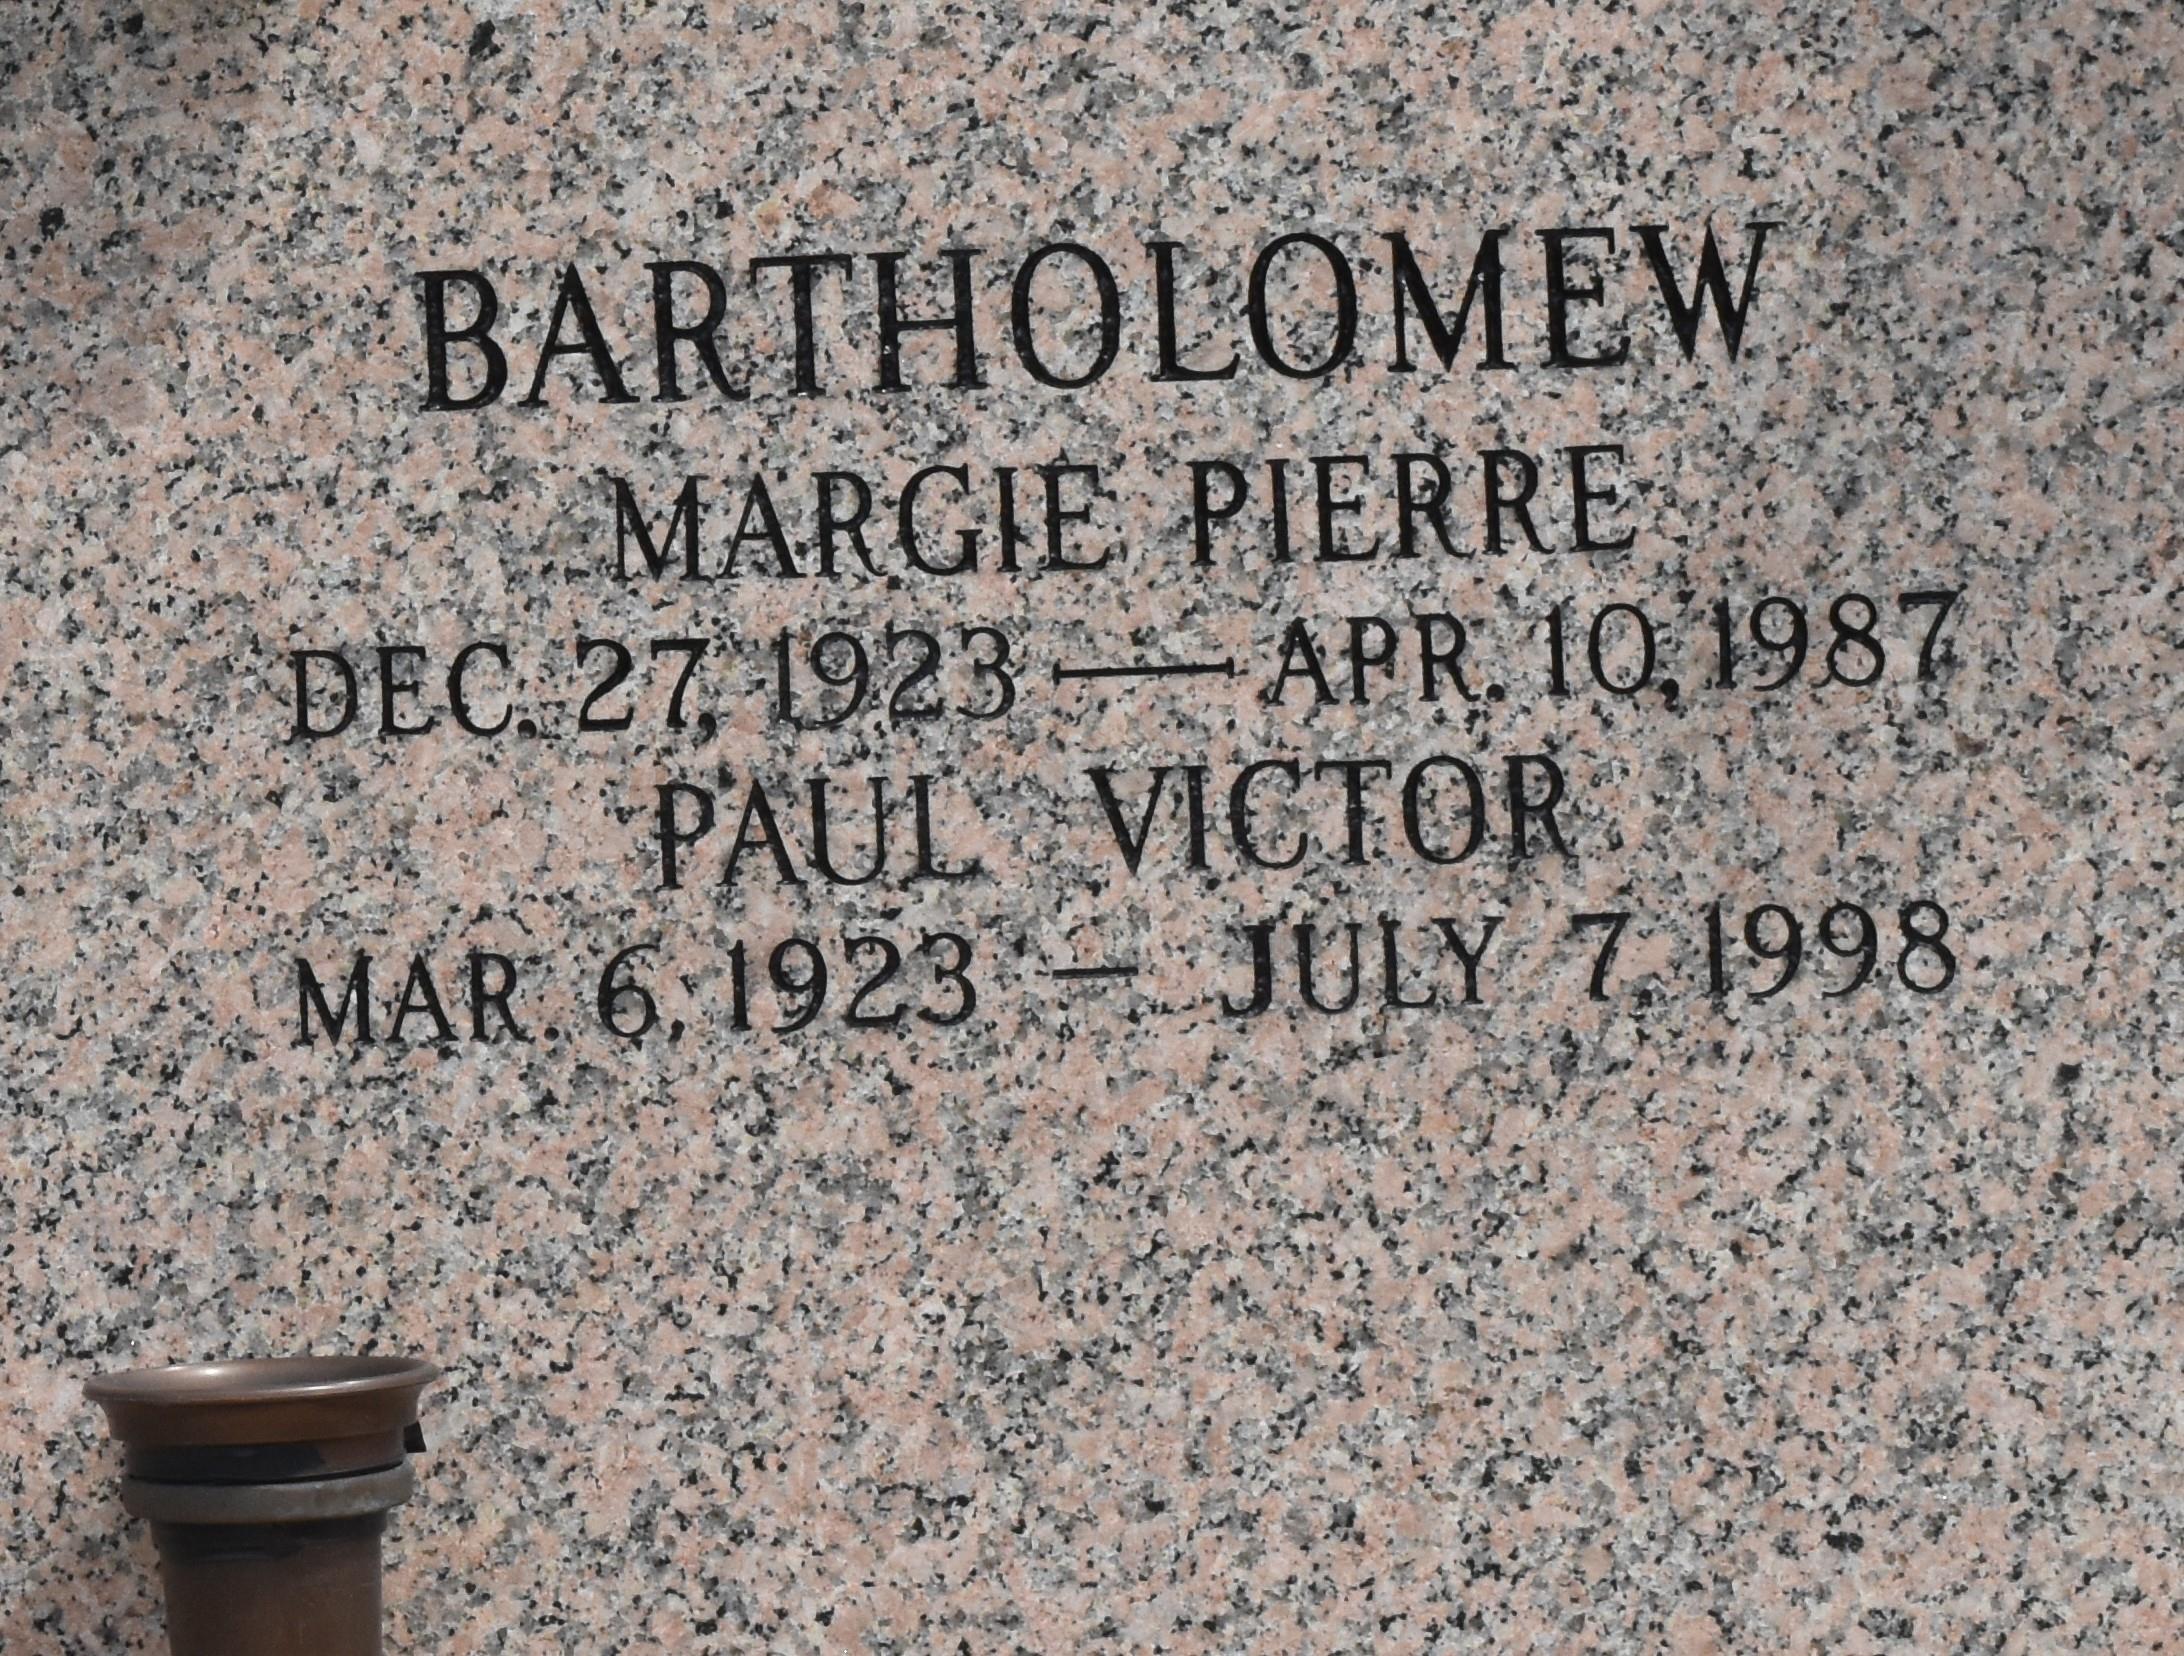 BARTHOLOMEW
MARGIE PIERRE
DEC. 27, 1923 — APR. 10, 1987
PAUL VICTOR
MAR. 6, 1923 — JULY 7, 1998